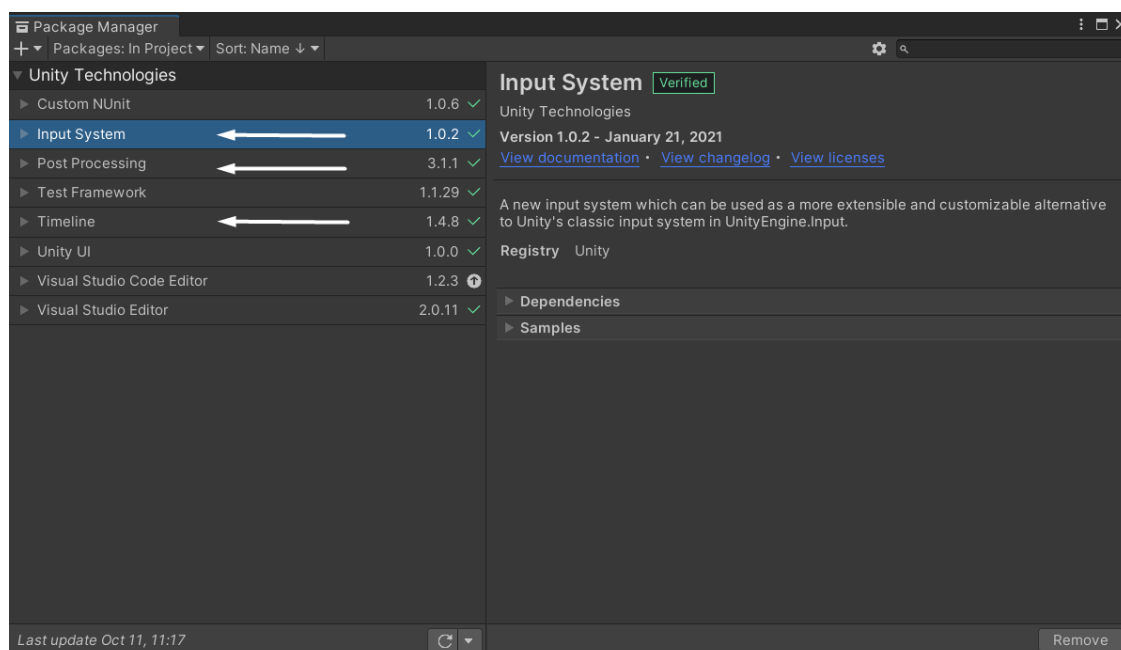 Package Manager
Packages: In Project Sort: Name ↓
Unity Technologies
Custom NUnit 1.0.6
Input System 1.0.2
Post Processing 3.1.1
Test Framework 1.1.29
Timeline 1.4.8
Unity UI 1.0.0
Visual Studio Code Editor 1.2.3
Visual Studio Editor 2.0.11
Last update Oct 11, 11:17
Input System Verified
Unity Technologies
Version 1.0.2 - January 21, 2021
View documentation • View changelog • View licenses
A new input system which can be used as a more extensible and customizable alternative
to Unity's classic input system in UnityEngine.Input.
Registry Unity
Dependencies
Samples
Remove